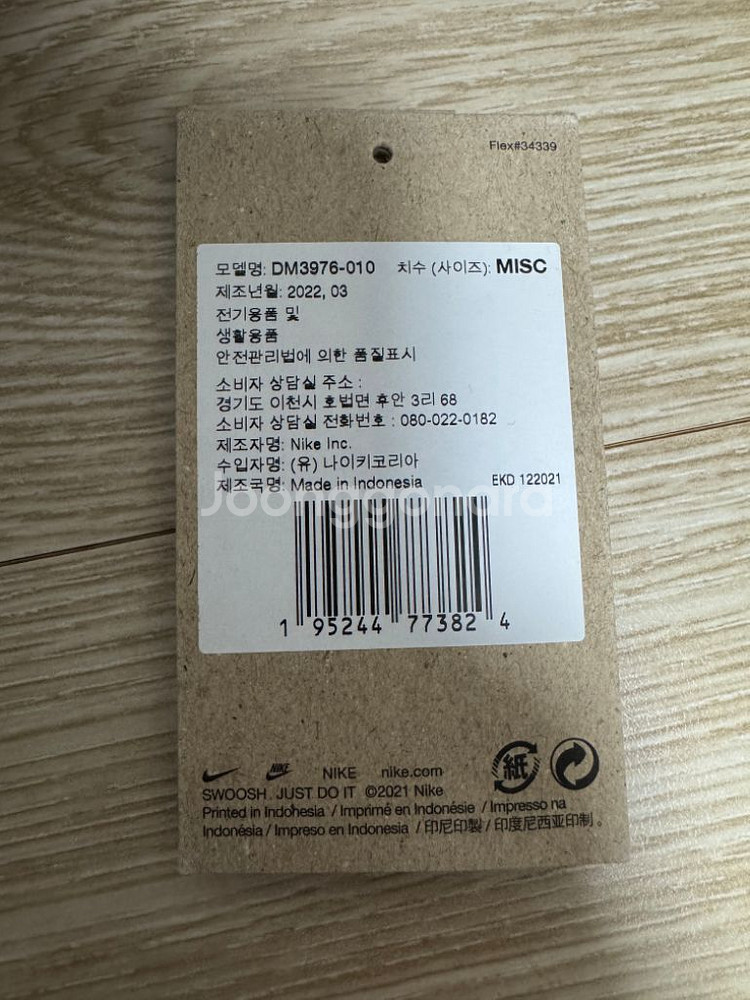 Flex#34339
모델명: DM3976-010 치수 (사이즈): MISC
제조년월: 2022, 03
전기용품 및
생활용품
안전관리법에 의한 품질표시
소비자 상담실 주소 :
경기도 이천시 호법면 후안 3리 68
소비자 상담실 전화번호 : 080-022-0182
제조자명: Nike Inc.
수입자명: (유) 나이키코리아
제조국명: Made in Indonesia EKD 122021
Joonggonara
1 95244 77382 4
紙
NIKE NIKE nike.com
SWOOSH JUST DO IT ©2021 Nike
Printed in Indonesia / Imprimé en Indonésie / Impresso na
Indonésia / Impreso en Indonesia / 印尼印製 / 印度尼西亚印制。